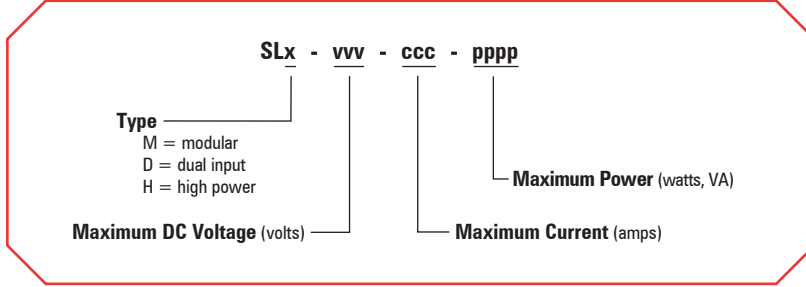 SLx - vvv - ccc - pppp
Type
M = modular
D = dual input
H = high power
Maximum Power (watts, VA)
Maximum DC Voltage (volts)
Maximum Current (amps)